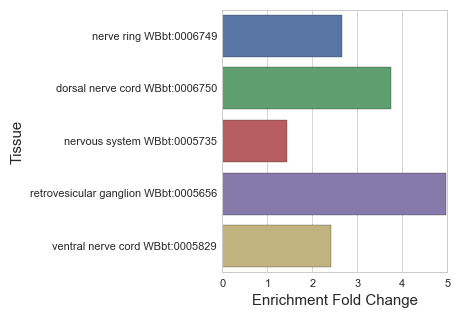 Tissue
nerve ring WBbt:0006749
dorsal nerve cord WBbt:0006750
nervous system WBbt:0005735
retrovesicular ganglion WBbt:0005656
ventral nerve cord WBbt:0005829
0 1 2 3 4 5
Enrichment Fold Change